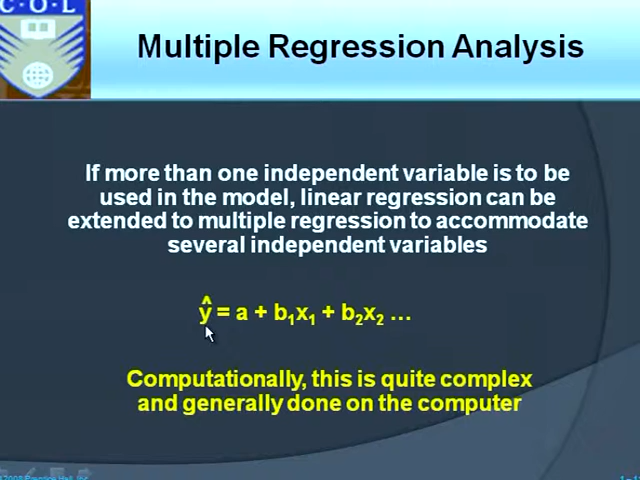 C·O·L
Multiple Regression Analysis
If more than one independent variable is to be
used in the model, linear regression can be
extended to multiple regression to accommodate
several independent variables
ŷ = a + b₁x₁ + b₂x₂ …
Computationally, this is quite complex
and generally done on the computer